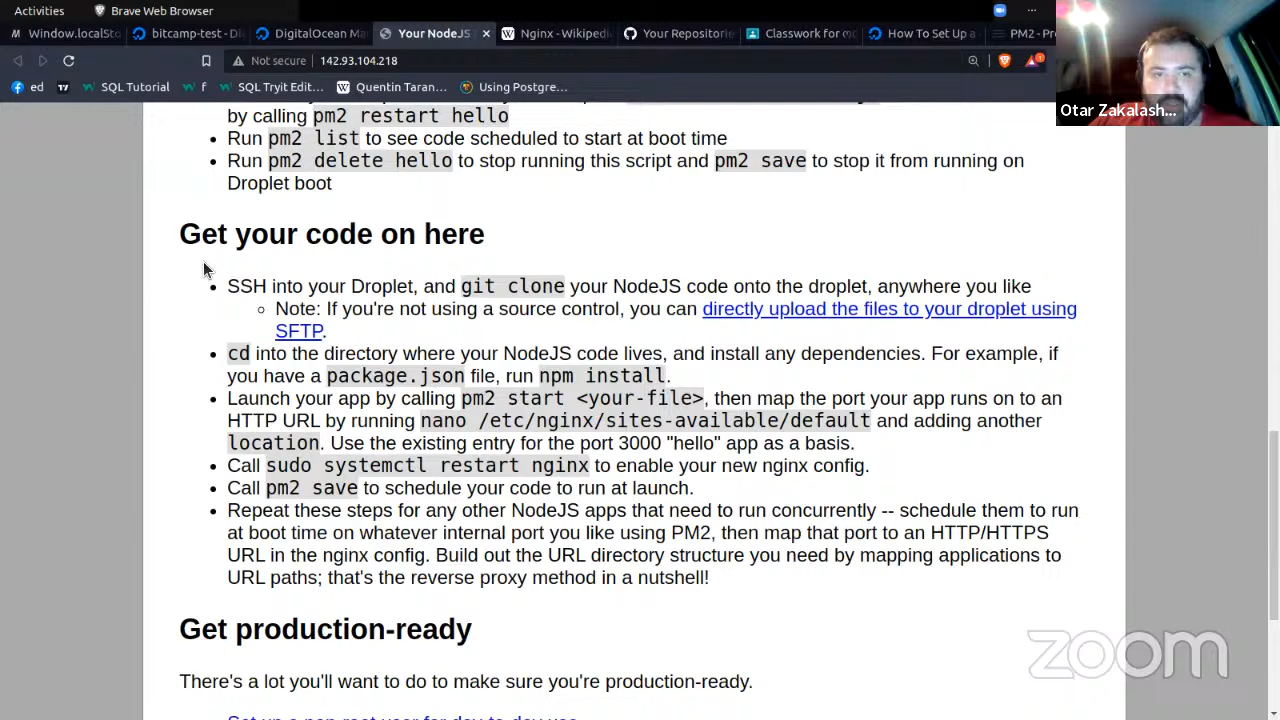 Activities
Brave Web Browser
Window.localSto
bitcamp-test - Di
DigitalOcean Ma
Your NodeJS
Nginx - Wikipedi
Your Repositorie
Classwork for mo
How To Set Up a
PM2 - Pr
Not secure
142.93.104.218
ed
SQL Tutorial
f
SQL Tryit Edit...
Quentin Taran...
Using Postgre...
Otar Zakalash...
by calling pm2 restart hello
• Run pm2 list to see code scheduled to start at boot time
• Run pm2 delete hello to stop running this script and pm2 save to stop it from running on
Droplet boot
Get your code on here
• SSH into your Droplet, and git clone your NodeJS code onto the droplet, anywhere you like
◦ Note: If you're not using a source control, you can directly upload the files to your droplet using
SFTP.
• cd into the directory where your NodeJS code lives, and install any dependencies. For example, if
you have a package.json file, run npm install.
• Launch your app by calling pm2 start <your-file>, then map the port your app runs on to an
HTTP URL by running nano /etc/nginx/sites-available/default and adding another
location. Use the existing entry for the port 3000 "hello" app as a basis.
• Call sudo systemctl restart nginx to enable your new nginx config.
• Call pm2 save to schedule your code to run at launch.
• Repeat these steps for any other NodeJS apps that need to run concurrently -- schedule them to run
at boot time on whatever internal port you like using PM2, then map that port to an HTTP/HTTPS
URL in the nginx config. Build out the URL directory structure you need by mapping applications to
URL paths; that's the reverse proxy method in a nutshell!
Get production-ready
zoom
There's a lot you'll want to do to make sure you're production-ready.
Set up a non-root user for day-to-day use